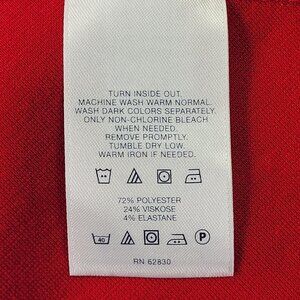 TURN INSIDE OUT.
MACHINE WASH WARM NORMAL.
WASH DARK COLORS SEPARATELY.
ONLY NON-CHLORINE BLEACH
WHEN NEEDED.
REMOVE PROMPTLY.
TUMBLE DRY LOW.
WARM IRON IF NEEDED.
72% POLYESTER
24% VISKOSE
4% ELASTANE
40 P
RN 62830